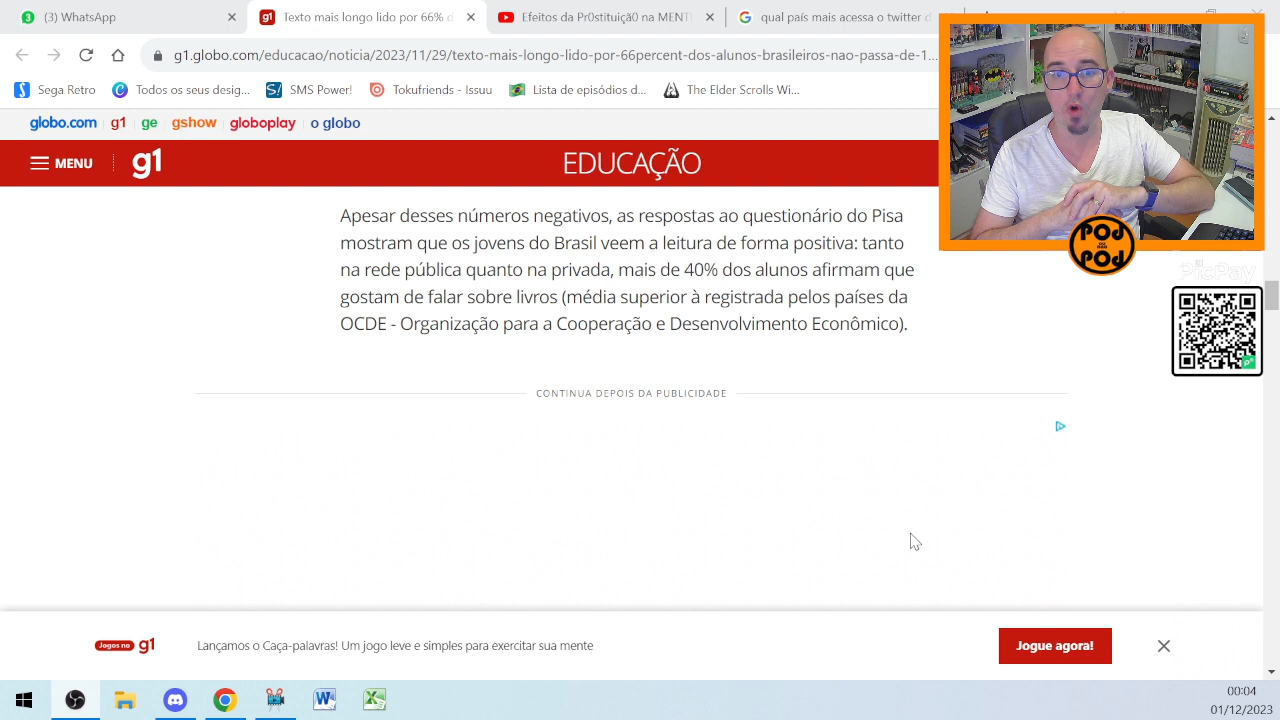 (3) WhatsApp
Texto mais longo lido por 66% d
Efeitos da Pr0stituiçã0 na MENT
qual país mais acessa o twitter d
g1.globo.com/educacao/noticia/2023/11/29/texto-mais-longo-lido-por-66percent-dos-alunos-brasileiros-nao-passa-de-1...
Sega Retro
Todos os seus desig...
SMS Power!
Tokufriends - Issuu
Lista de episódios d...
The Elder Scrolls Wi...
globo.com g1 ge gshow globoplay o globo
MENU g1 EDUCAÇÃO
Apesar desses números negativos, as respostas ao questionário do Pisa
mostram que os jovens do Brasil veem a leitura de forma positiva: tanto
na rede pública quanto na privada, mais de 40% dos alunos afirmam que
gostam de falar sobre livros (média superior à registrada pelos países da
OCDE - Organização para a Cooperação e Desenvolvimento Econômico).
POd
POd
PicPay
CONTINUA DEPOIS DA PUBLICIDADE
Jogos no g1 Lançamos o Caça-palavras! Um jogo leve e simples para exercitar sua mente Jogue agora!
00:04
01/12/2023